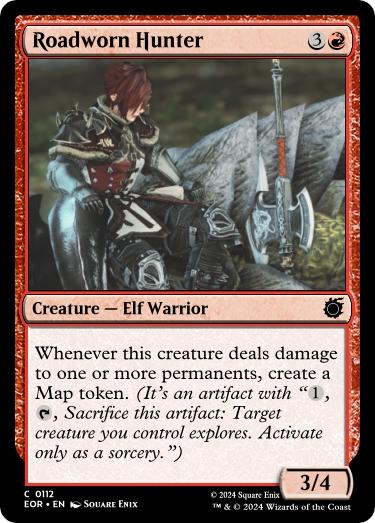 Roadworn Hunter 3
Creature — Elf Warrior
Whenever this creature deals damage
to one or more permanents, create a
Map token. (It's an artifact with “1,
, Sacrifice this artifact: Target
creature you control explores. Activate
only as a sorcery.”)
3/4
C 0112
EOR • EN SQUARE ENIX
© 2024 Square Enix
™ & © 2024 Wizards of the Coast